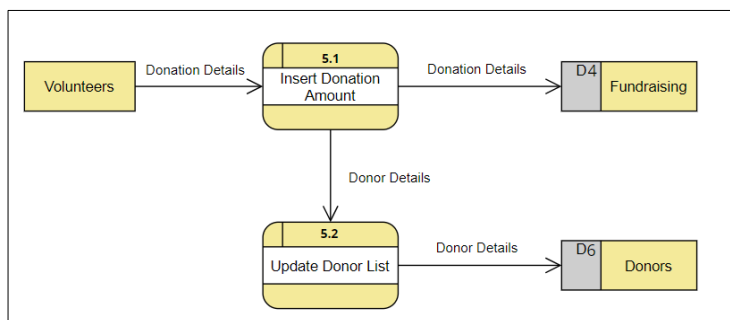 5.1
Volunteers
Donation Details
Insert Donation
Amount
Donation Details
D4
Fundraising
Donor Details
5.2
Update Donor List
Donor Details
D6
Donors